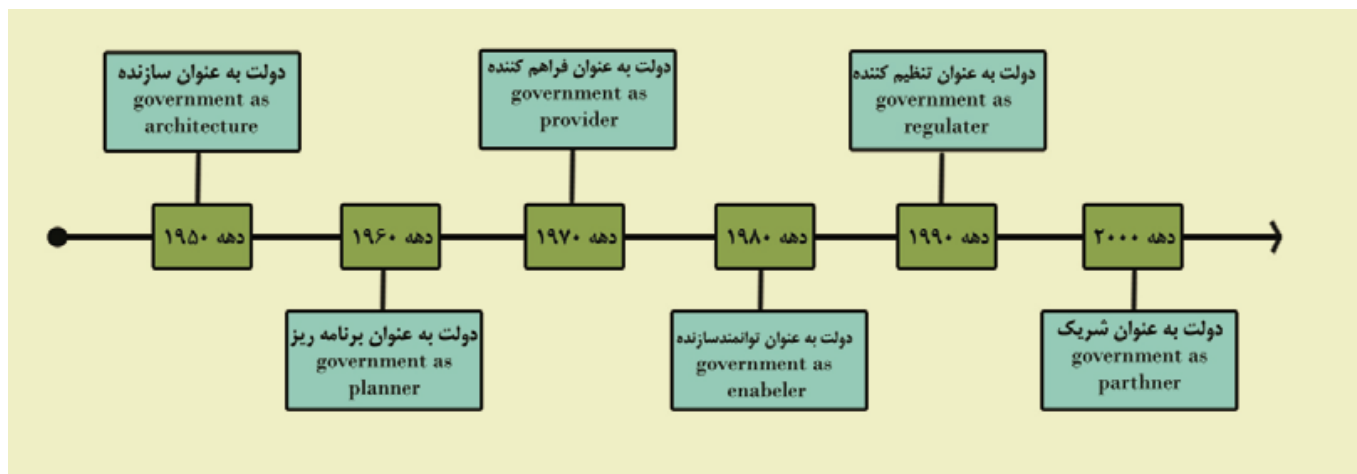 دولت به عنوان سازنده
government as
architecture
دولت به عنوان فراهم کننده
government as
provider
دولت به عنوان تنظیم کننده
government as
regulater
دهه ۱۹۵۰
دهه ۱۹۶۰
دهه ۱۹۷۰
دهه ۱۹۸۰
دهه ۱۹۹۰
دهه ۲۰۰۰
دولت به عنوان برنامه ریز
government as
planner
دولت به عنوان توانمندسازنده
government as
enabeler
دولت به عنوان شریک
government as
parthner